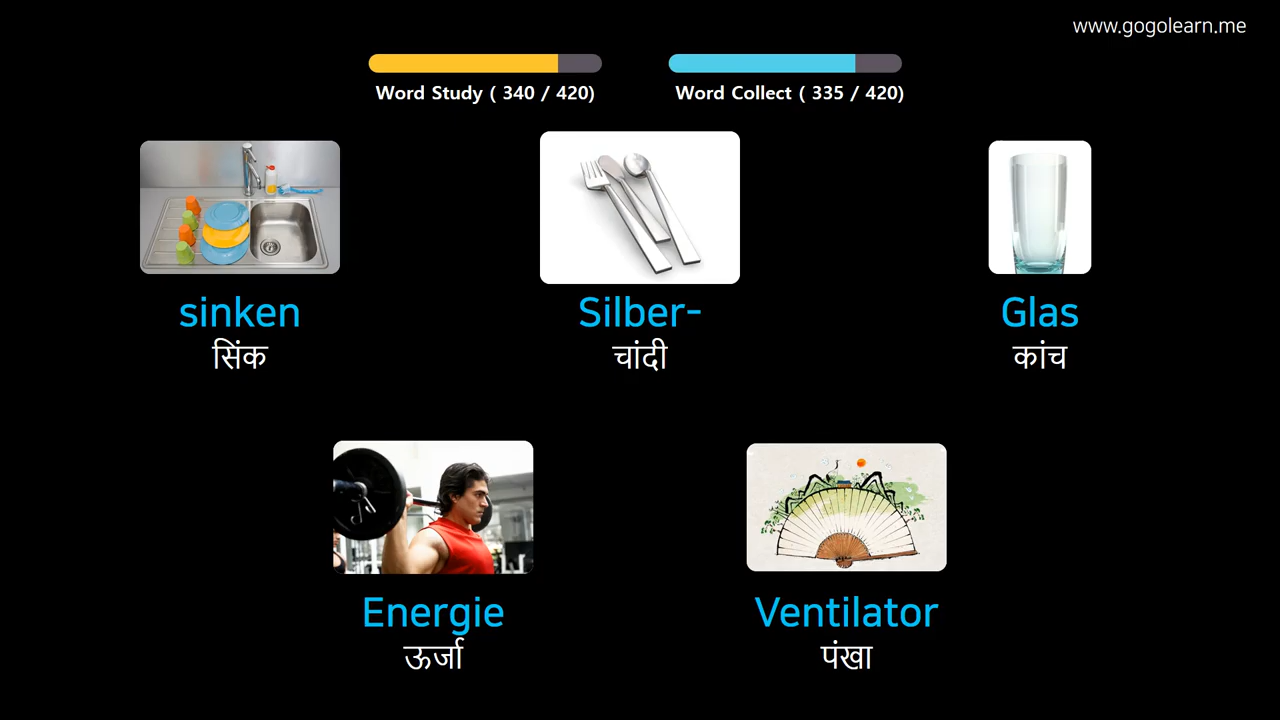 www.gogolearn.me
Word Study ( 340 / 420)
Word Collect ( 335 / 420)
sinken
सिंक
Silber-
चांदी
Glas
कांच
Energie
ऊर्जा
Ventilator
पंखा